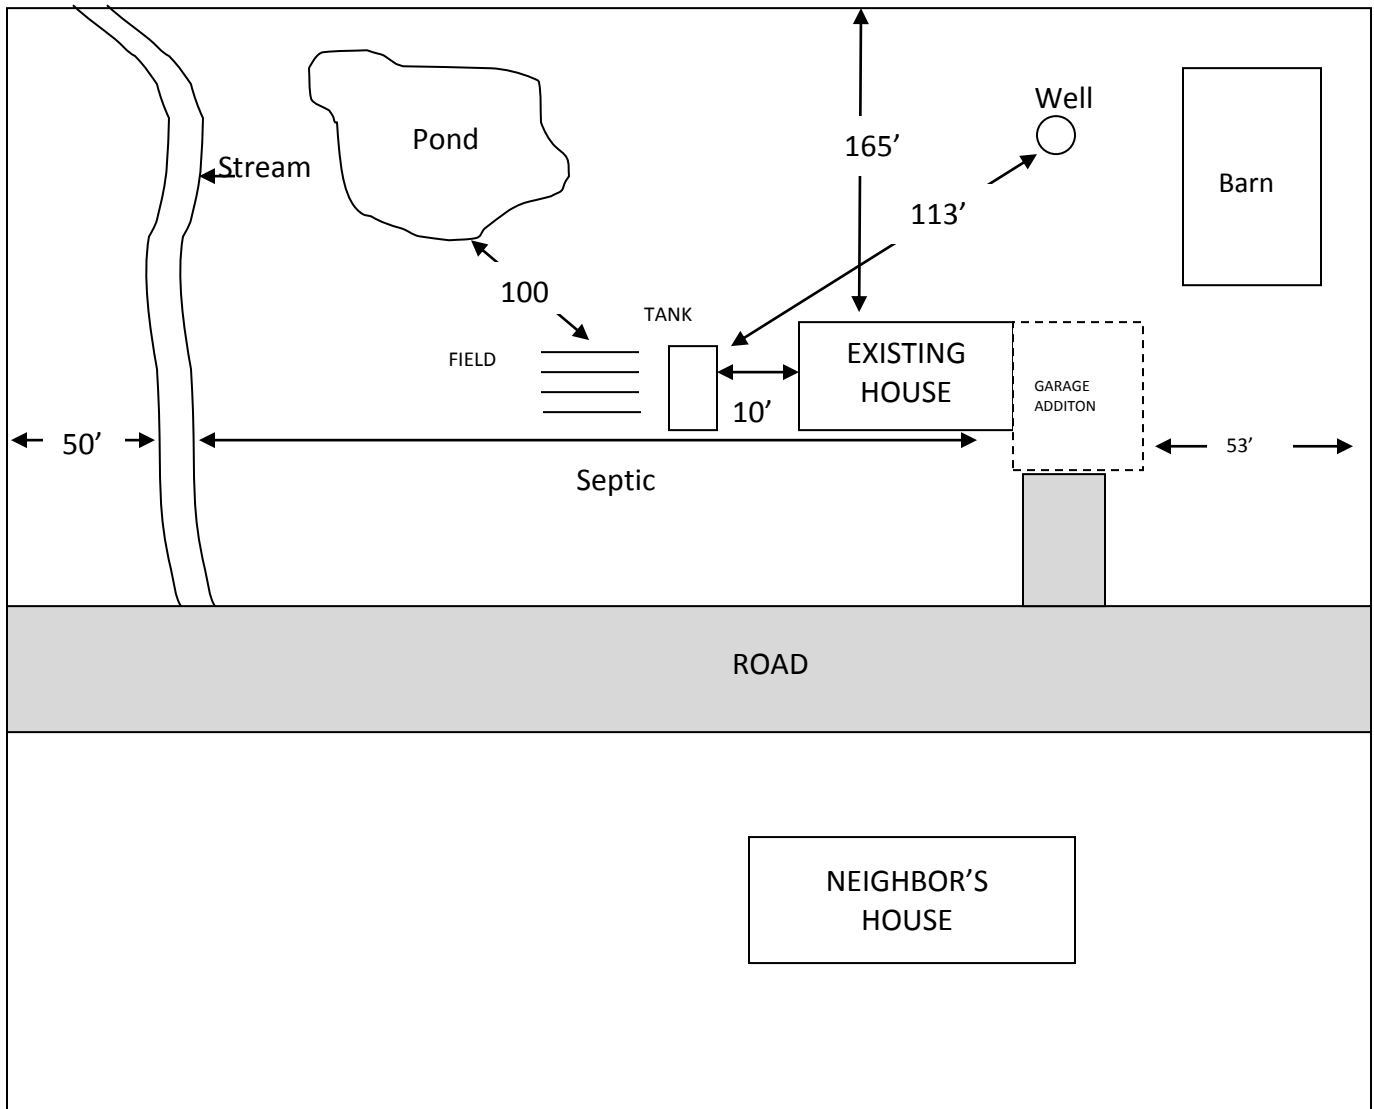 Well
Pond
165’
Stream
Barn
113’
100
TANK
EXISTING
HOUSE
FIELD
GARAGE
ADDITON
10’
50’
53’
Septic
ROAD
NEIGHBOR’S
HOUSE